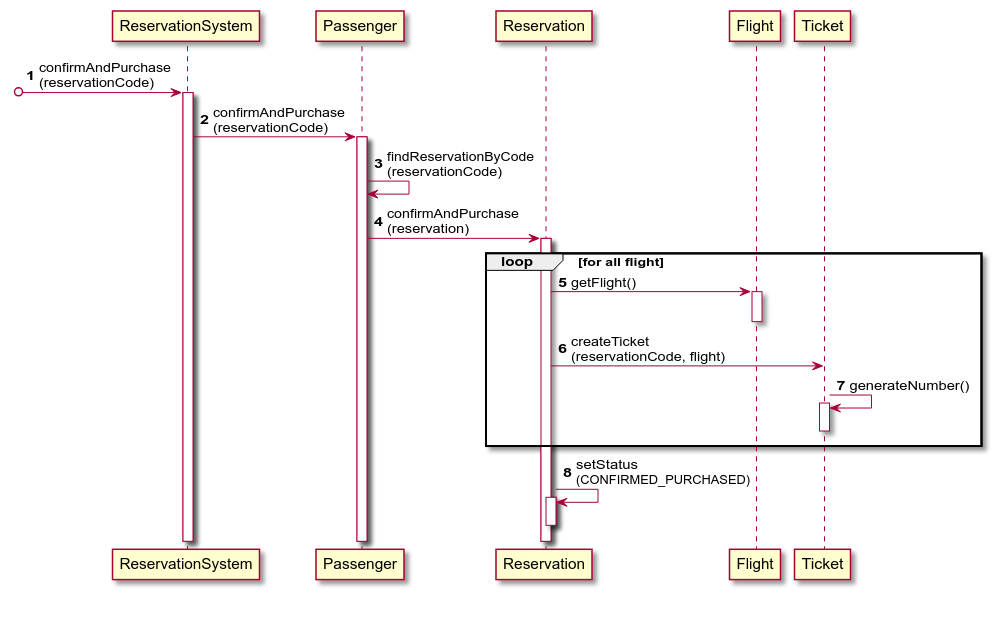 ReservationSystem Passenger Reservation Flight Ticket
1 confirmAndPurchase
(reservationCode)
2 confirmAndPurchase
(reservationCode)
3 findReservationByCode
(reservationCode)
4 confirmAndPurchase
(reservation)
loop [for all flight]
5 getFlight()
6 createTicket
(reservationCode, flight)
7 generateNumber()
8 setStatus
(CONFIRMED_PURCHASED)
ReservationSystem Passenger Reservation Flight Ticket